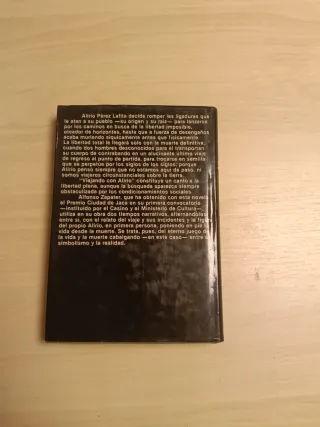 Alirio Pérez Lafita decide romper las ligaduras que
le atan a su pueblo —su origen y su raíz— para lanzarse
por los caminos en busca de la libertad imposible,
oteador de horizontes, hasta que a fuerza de desengaños
acaba muriendo síquicamente antes que físicamente.
La libertad total le llegará sólo con la muerte definitiva,
cuando dos hombres desconocidos para él transportan
su cuerpo de contrabando en un alucinante último viaje
de regreso al punto de partida, para trocarse en semilla
que se perpetúe por los siglos de los siglos; porque
Alirio pensó siempre que no estamos aquí de paso, ni
somos viajeros circunstanciales sobre la tierra.
"Viajando con Alirio" constituye un canto a la
libertad plena, aunque la búsqueda aparezca siempre
obstaculizada por los condicionamientos sociales.
Alfonso Zapater, que ha obtenido con esta novela
el Premio Ciudad de Jaca en su primera convocatoria
—instituido por el Casino y el Ministerio de Cultura—
utiliza en su obra dos tiempos narrativos, alternándolos
entre sí, con el relato del viaje y sus incidentes y la figura
del propio Alirio, en primera persona, poniendo en pie la
vida desde la muerte. Se trata, pues, del eterno juego de
la vida y la muerte cabalgando —en este caso— entre el
simbolismo y la realidad.